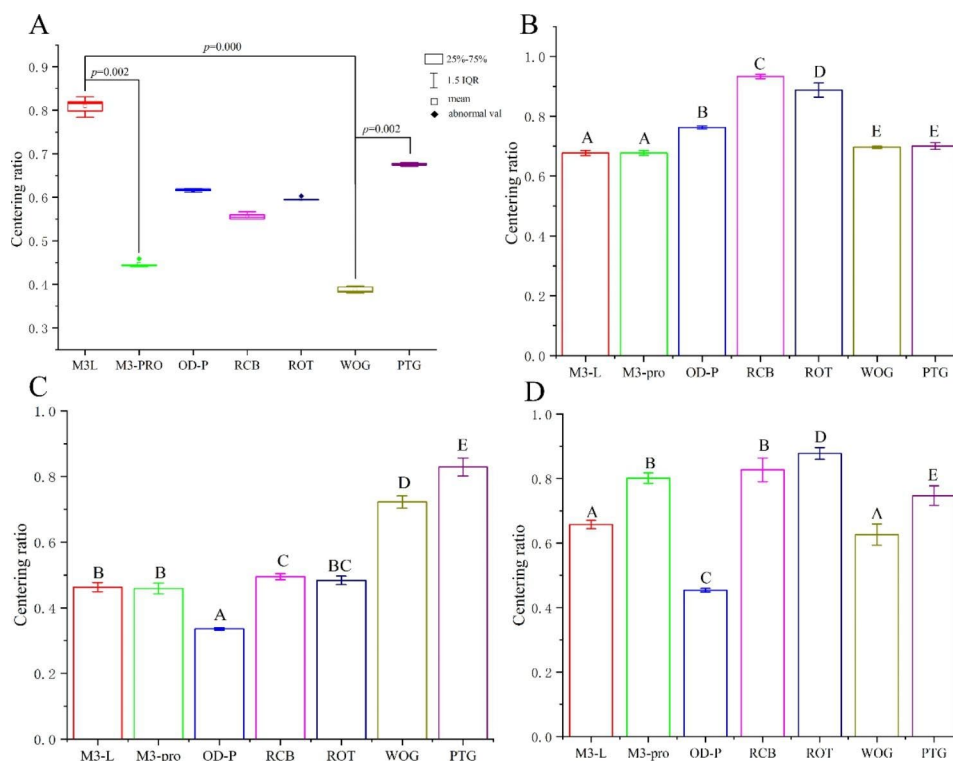 A
p=0.000
p=0.002
p=0.002
25%-75%
1.5 IQR
mean
abnormal val
Centering ratio
0.9
0.8
0.7
0.6
0.5
0.4
0.3
M3L M3-PRO OD-P RCB ROT WOG PTG
B
Centering ratio
1.0
0.8
0.6
0.4
0.2
0.0
A A B C D E E
M3-L M3-pro OD-P RCB ROT WOG PTG
C
Centering ratio
1.0
0.8
0.6
0.4
0.2
0.0
B B A C BC D E
M3-L M3-pro OD-P RCB ROT WOG PTG
D
Centering ratio
1.0
0.8
0.6
0.4
0.2
0.0
A B C B D A E
M3-L M3-pro OD-P RCB ROT WOG PTG